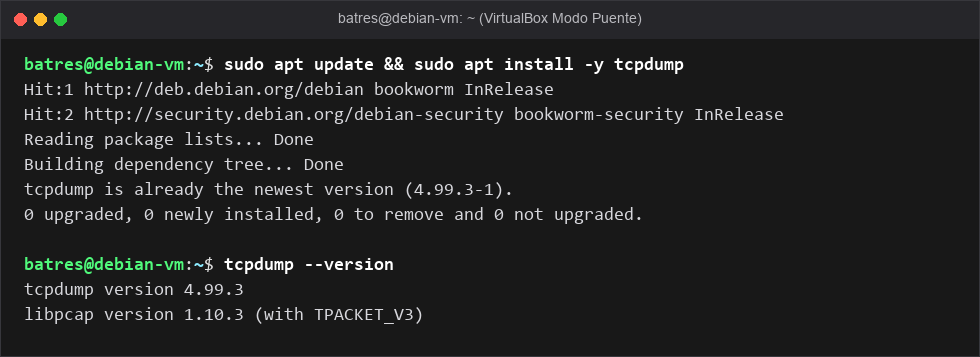 batres@debian-vm: ~ (VirtualBox Modo Puente)
batres@debian-vm:~$ sudo apt update && sudo apt install -y tcpdump
Hit:1 http://deb.debian.org/debian bookworm InRelease
Hit:2 http://security.debian.org/debian-security bookworm-security InRelease
Reading package lists... Done
Building dependency tree... Done
tcpdump is already the newest version (4.99.3-1).
0 upgraded, 0 newly installed, 0 to remove and 0 not upgraded.
batres@debian-vm:~$ tcpdump --version
tcpdump version 4.99.3
libpcap version 1.10.3 (with TPACKET_V3)